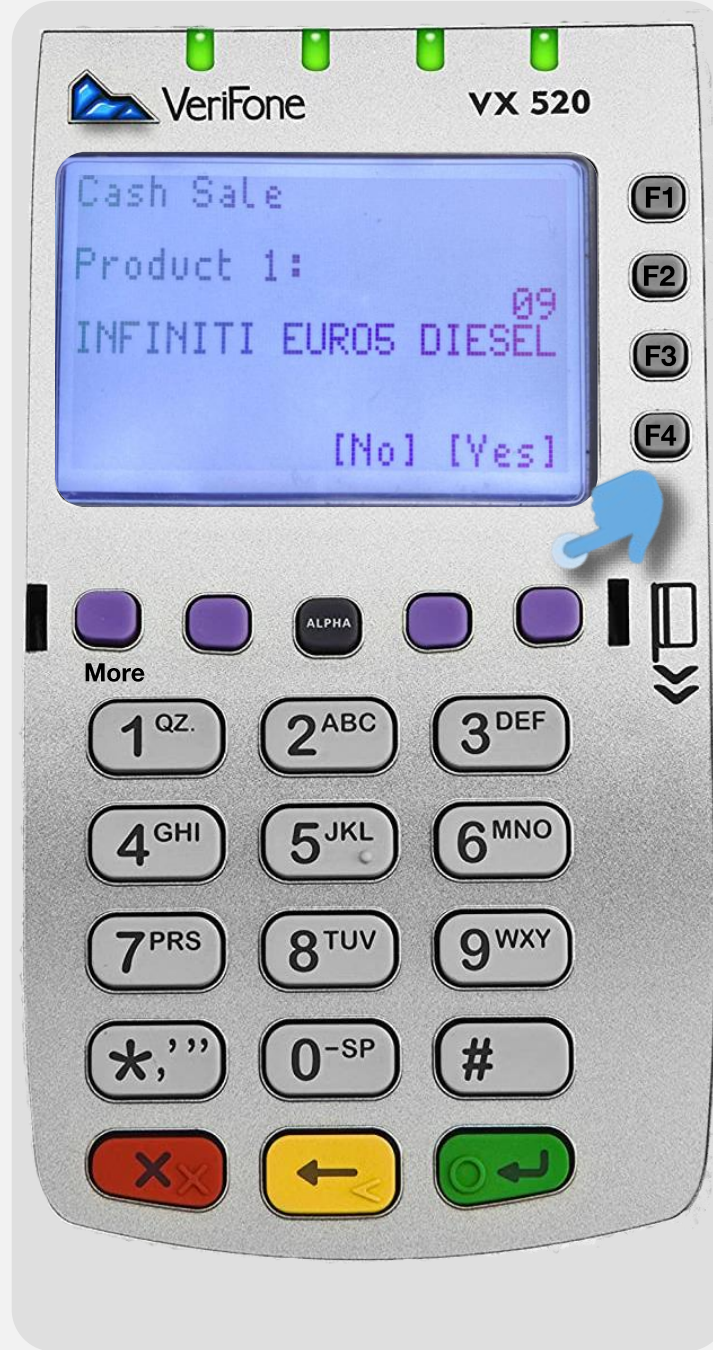 VeriFone
VX 520
Cash Sale
Product 1:
09
INFINITI EURO5 DIESEL
[No] [Yes]
F1
F2
F3
F4
ALPHA
More
1 QZ.
2 ABC
3 DEF
4 GHI
5 JKL
6 MNO
7 PRS
8 TUV
9 WXY
*,'"
0 -SP
#